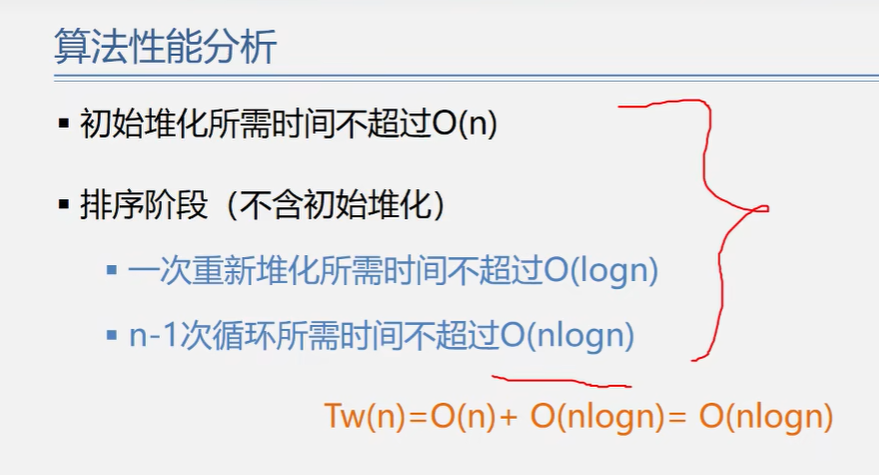 算法性能分析
▪ 初始堆化所需时间不超过O(n)
▪ 排序阶段（不含初始堆化）
▪ 一次重新堆化所需时间不超过O(logn)
▪ n-1次循环所需时间不超过O(nlogn)
Tw(n)=O(n)+ O(nlogn)= O(nlogn)